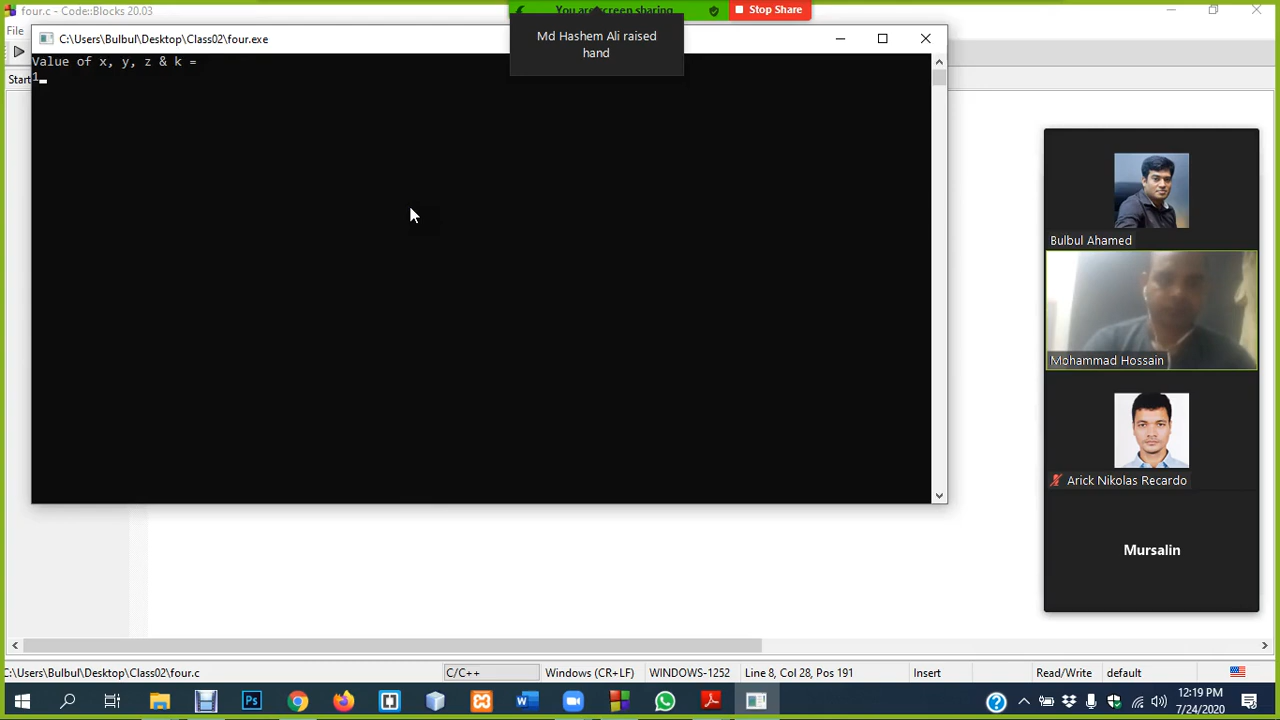 four.c - Code::Blocks 20.03
You are screen sharing
Stop Share
Md Hashem Ali raised
hand
File
C:\Users\Bulbul\Desktop\Class02\four.exe
Value of x, y, z & k =
1
Start
Bulbul Ahamed
Mohammad Hossain
Arick Nikolas Recardo
Mursalin
C:\Users\Bulbul\Desktop\Class02\four.c
C/C++
Windows (CR+LF)
WINDOWS-1252
Line 8, Col 28, Pos 191
Insert
Read/Write
default
12:19 PM
7/24/2020